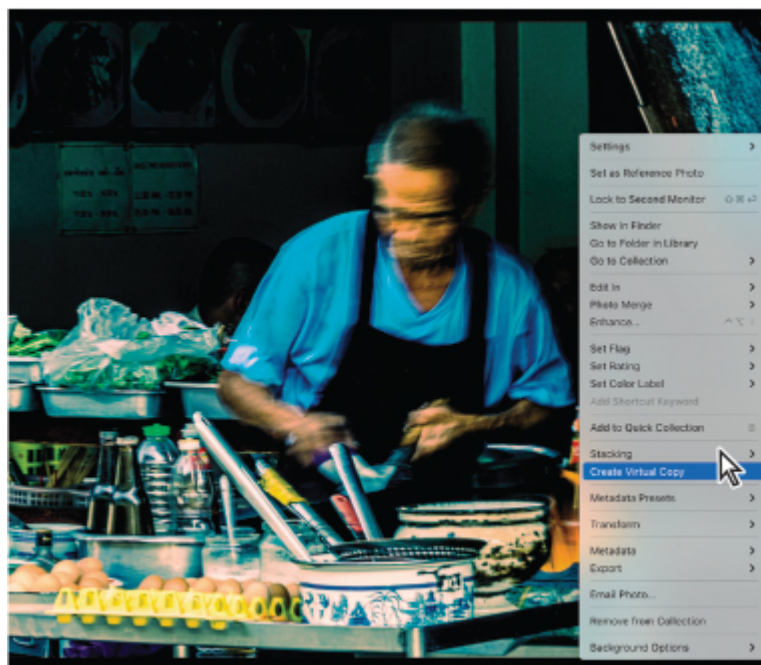 Settings >
Set as Reference Photo
Lock to Second Monitor ⇧⌘⏎
Show in Finder
Go to Folder in Library
Go to Collection >
Edit In >
Photo Merge >
Enhance...
Set Flag >
Set Rating >
Set Color Label >
Add Shortcut Keyword
Add to Quick Collection B
Stacking >
Create Virtual Copy
Metadata Presets >
Transform >
Metadata >
Export >
Email Photo...
Remove from Collection
Background Options >